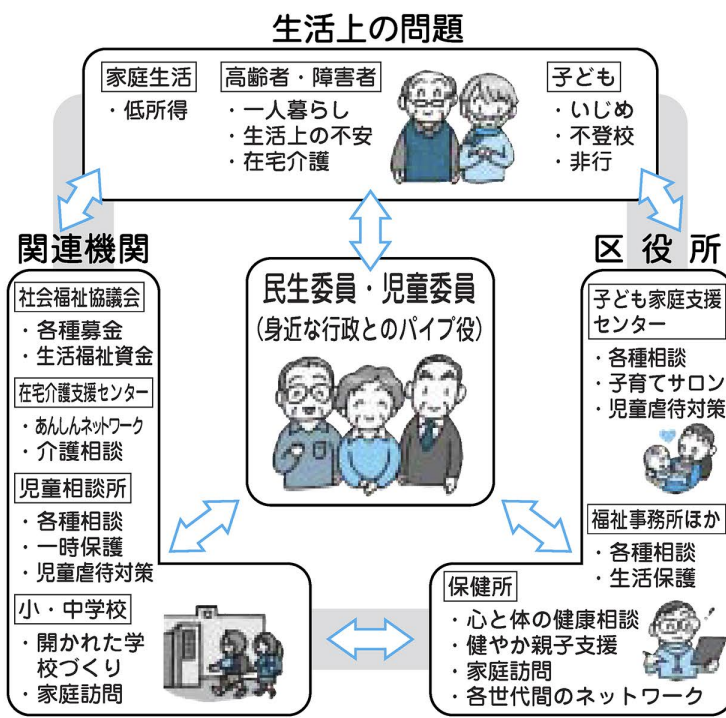 生活上の問題
家庭生活
・低所得
高齢者・障害者
・一人暮らし
・生活上の不安
・在宅介護
子ども
・いじめ
・不登校
・非行
関連機関
社会福祉協議会
・各種募金
・生活福祉資金
在宅介護支援センター
・あんしんネットワーク
・介護相談
児童相談所
・各種相談
・一時保護
・児童虐待対策
小・中学校
・開かれた学
校づくり
・家庭訪問
民生委員・児童委員
(身近な行政とのパイプ役)
区役所
子ども家庭支援
センター
・各種相談
・子育てサロン
・児童虐待対策
福祉事務所ほか
・各種相談
・生活保護
保健所
・心と体の健康相談
・健やか親子支援
・家庭訪問
・各世代間のネットワーク